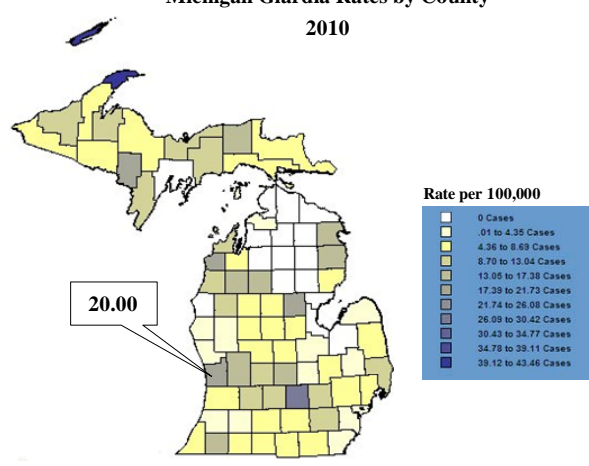 Michigan Giardia Rates by County
2010
Rate per 100,000
0 Cases
.01 to 4.35 Cases
4.36 to 8.69 Cases
8.70 to 13.04 Cases
13.05 to 17.38 Cases
17.39 to 21.73 Cases
21.74 to 26.08 Cases
26.09 to 30.42 Cases
30.43 to 34.77 Cases
34.78 to 39.11 Cases
39.12 to 43.46 Cases
20.00